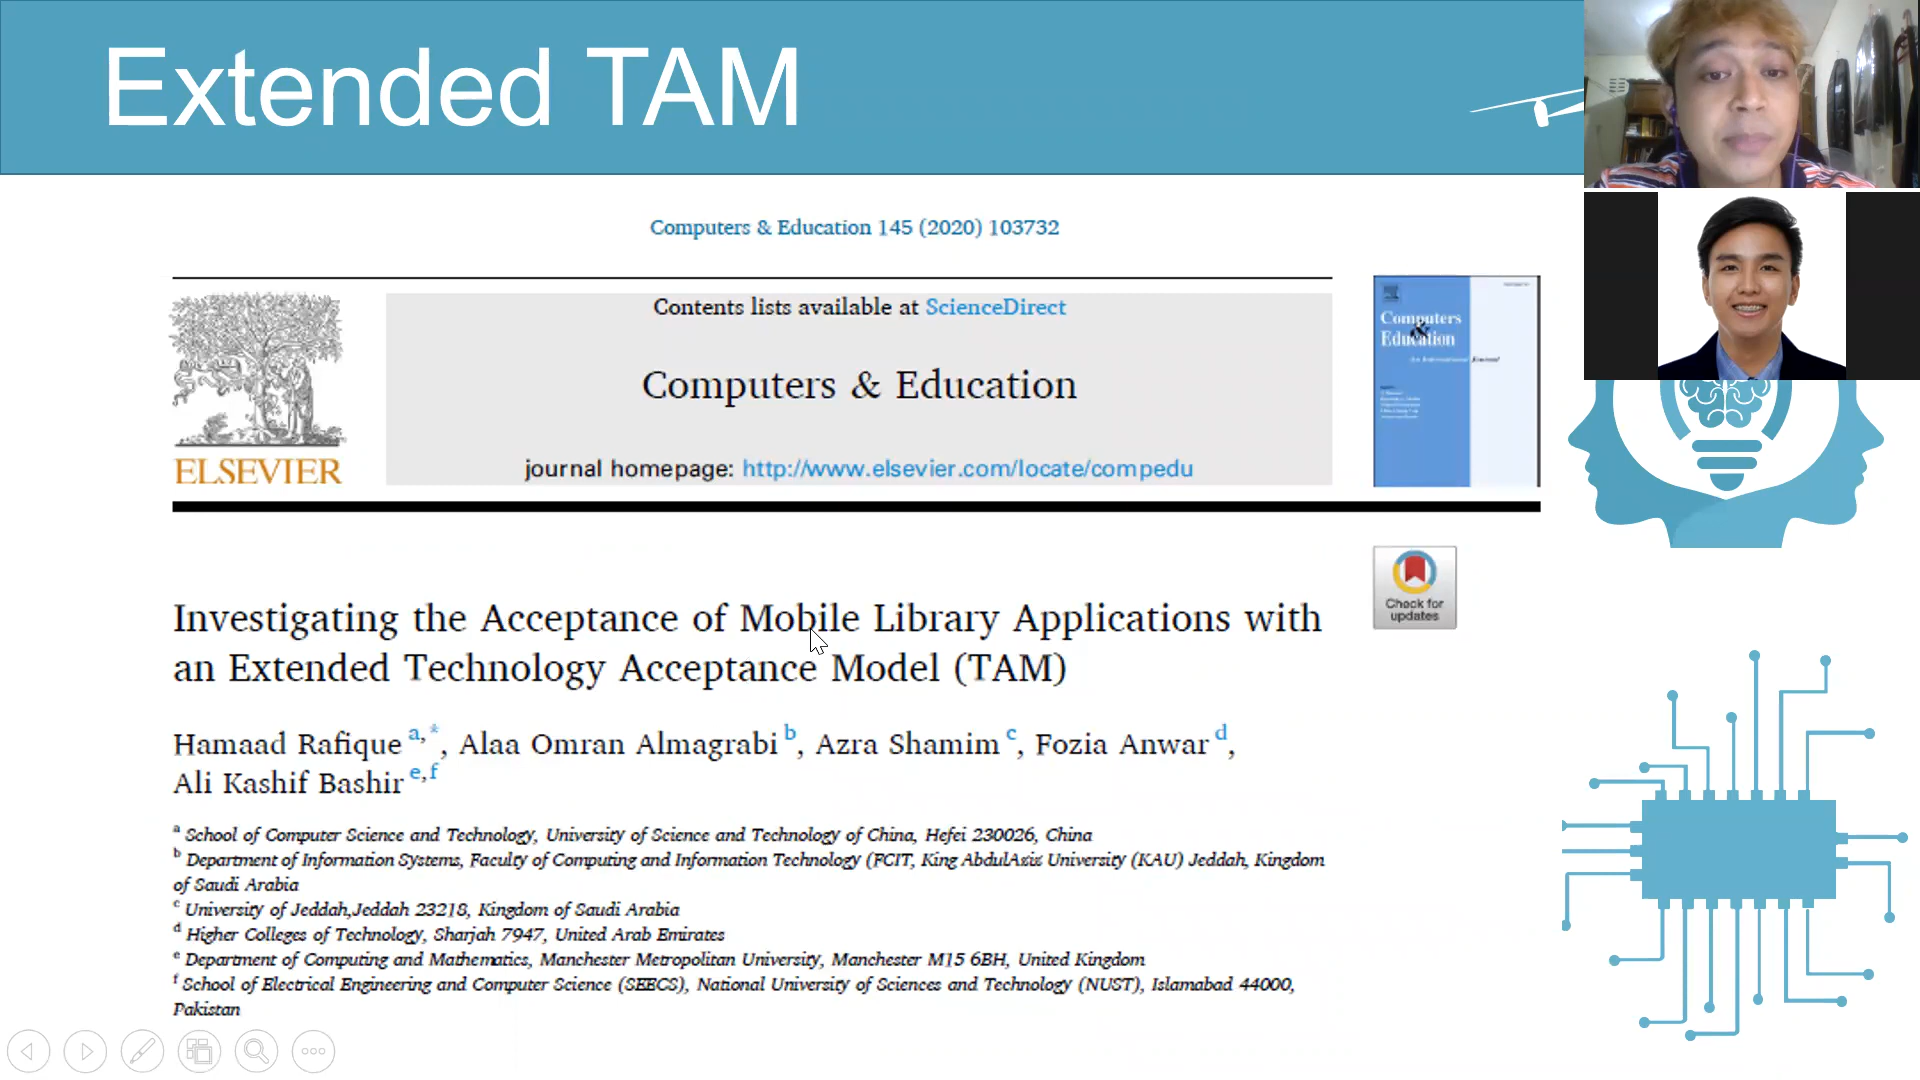 Extended TAM
Computers & Education 145 (2020) 103732
Contents lists available at ScienceDirect
Computers & Education
journal homepage: http://www.elsevier.com/locate/compedu
ELSEVIER
Computers
&
Education
An International Journal
Check for
updates
Investigating the Acceptance of Mobile Library Applications with
an Extended Technology Acceptance Model (TAM)
Hamaad Rafique a,*, Alaa Omran Almagrabi b, Azra Shamim c, Fozia Anwar d,
Ali Kashif Bashir e,f
a School of Computer Science and Technology, University of Science and Technology of China, Hefei 230026, China
b Department of Information Systems, Faculty of Computing and Information Technology (FCIT, King AbdulAziz University (KAU) Jeddah, Kingdom
of Saudi Arabia
c University of Jeddah,Jeddah 23218, Kingdom of Saudi Arabia
d Higher Colleges of Technology, Sharjah 7947, United Arab Emirates
e Department of Computing and Mathematics, Manchester Metropolitan University, Manchester M15 6BH, United Kingdom
f School of Electrical Engineering and Computer Science (SEECS), National University of Sciences and Technology (NUST), Islamabad 44000,
Pakistan